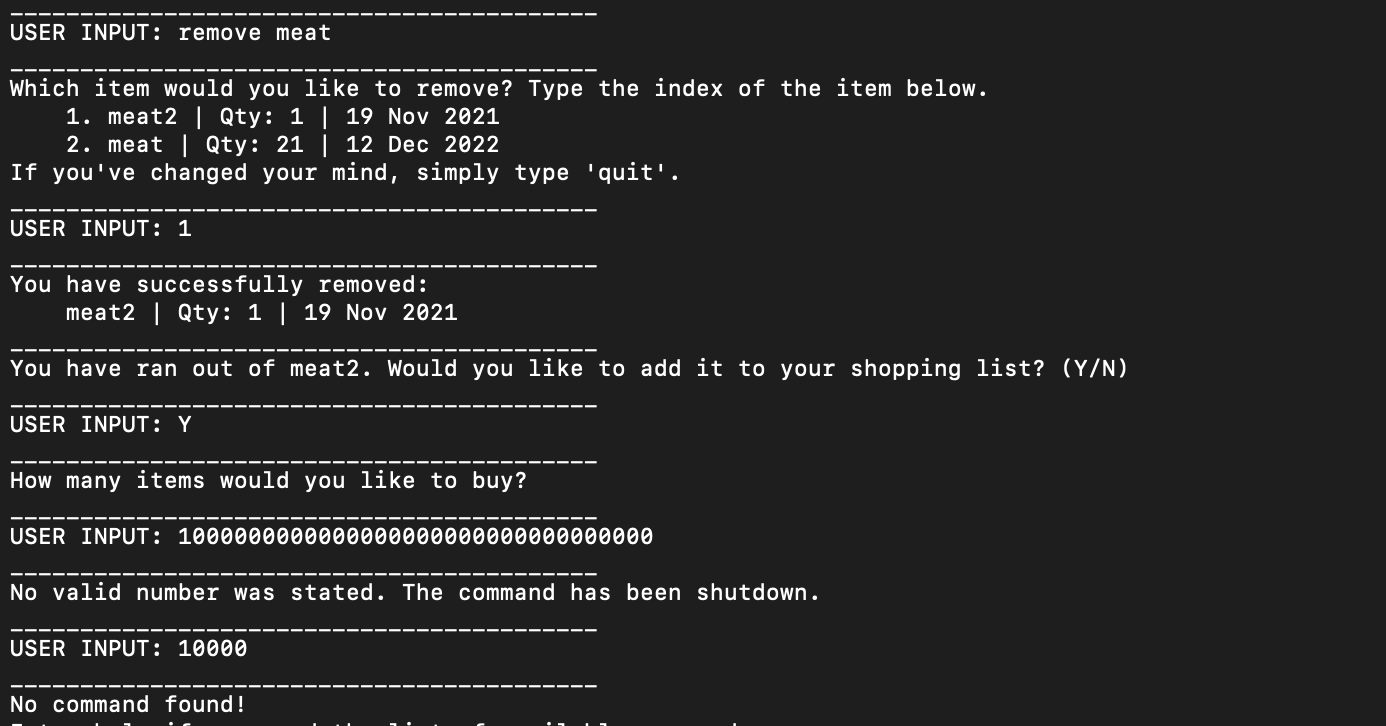 __________________________________________
USER INPUT: remove meat
__________________________________________
Which item would you like to remove? Type the index of the item below.
    1. meat2 | Qty: 1 | 19 Nov 2021
    2. meat | Qty: 21 | 12 Dec 2022
If you've changed your mind, simply type 'quit'.
__________________________________________
USER INPUT: 1
__________________________________________
You have successfully removed:
    meat2 | Qty: 1 | 19 Nov 2021
__________________________________________
You have ran out of meat2. Would you like to add it to your shopping list? (Y/N)
__________________________________________
USER INPUT: Y
__________________________________________
How many items would you like to buy?
__________________________________________
USER INPUT: 1000000000000000000000000000000000
__________________________________________
No valid number was stated. The command has been shutdown.
__________________________________________
USER INPUT: 10000
__________________________________________
No command found!